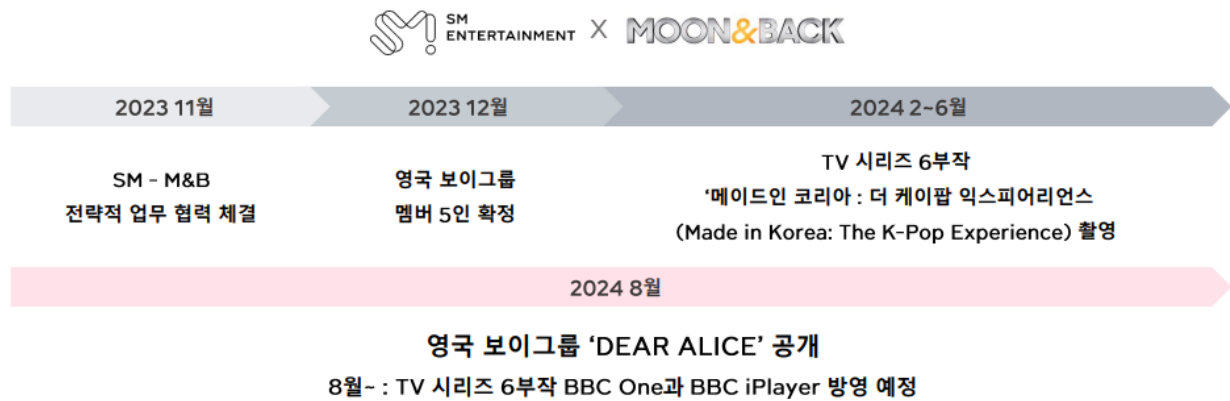 SM ENTERTAINMENT X MOON&BACK
2023 11월
2023 12월
2024 2~6월
SM - M&B
전략적 업무 협력 체결
영국 보이그룹
멤버 5인 확정
TV 시리즈 6부작
‘메이드인 코리아 : 더 케이팝 익스피어리언스
(Made in Korea: The K-Pop Experience) 촬영
2024 8월
영국 보이그룹 ‘DEAR ALICE’ 공개
8월~ : TV 시리즈 6부작 BBC One과 BBC iPlayer 방영 예정